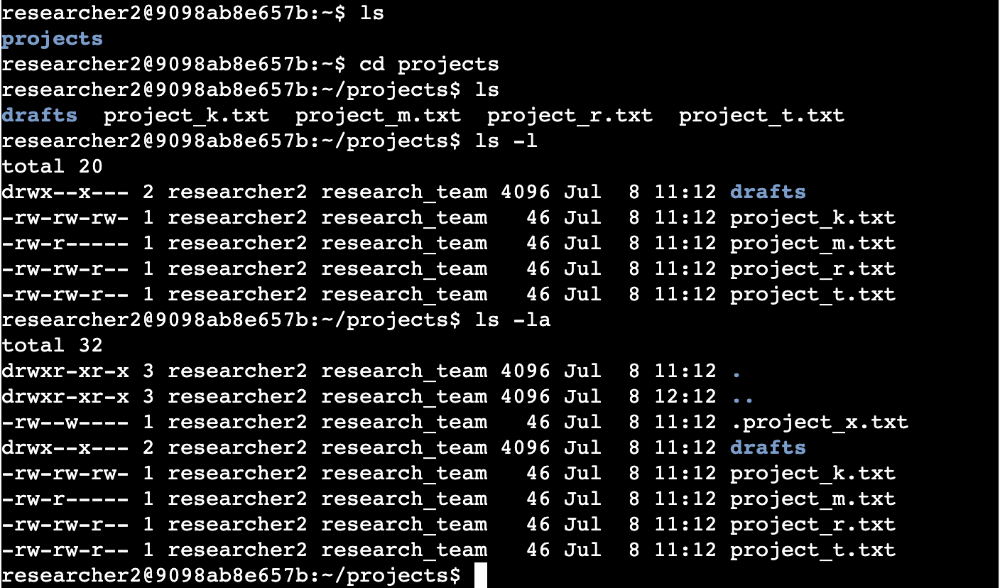 researcher2@9098ab8e657b:~$ ls
projects
researcher2@9098ab8e657b:~$ cd projects
researcher2@9098ab8e657b:~/projects$ ls
drafts  project_k.txt  project_m.txt  project_r.txt  project_t.txt
researcher2@9098ab8e657b:~/projects$ ls -l
total 20
drwx--x--- 2 researcher2 research_team 4096 Jul  8 11:12 drafts
-rw-rw-rw- 1 researcher2 research_team   46 Jul  8 11:12 project_k.txt
-rw-r----- 1 researcher2 research_team   46 Jul  8 11:12 project_m.txt
-rw-rw-r-- 1 researcher2 research_team   46 Jul  8 11:12 project_r.txt
-rw-rw-r-- 1 researcher2 research_team   46 Jul  8 11:12 project_t.txt
researcher2@9098ab8e657b:~/projects$ ls -la
total 32
drwxr-xr-x 3 researcher2 research_team 4096 Jul  8 11:12 .
drwxr-xr-x 3 researcher2 research_team 4096 Jul  8 12:12 ..
-rw--w---- 1 researcher2 research_team   46 Jul  8 11:12 .project_x.txt
drwx--x--- 2 researcher2 research_team 4096 Jul  8 11:12 drafts
-rw-rw-rw- 1 researcher2 research_team   46 Jul  8 11:12 project_k.txt
-rw-r----- 1 researcher2 research_team   46 Jul  8 11:12 project_m.txt
-rw-rw-r-- 1 researcher2 research_team   46 Jul  8 11:12 project_r.txt
-rw-rw-r-- 1 researcher2 research_team   46 Jul  8 11:12 project_t.txt
researcher2@9098ab8e657b:~/projects$